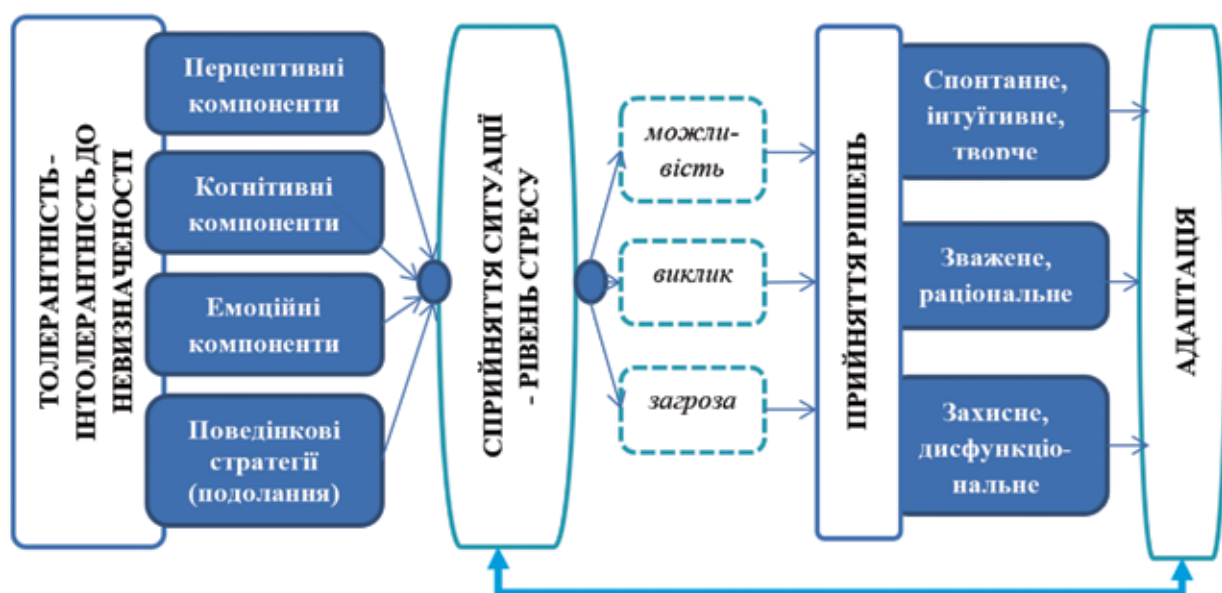 ТОЛЕРАНТНІСТЬ -
ІНТОЛЕРАНТНІСТЬ ДО
НЕВИЗНАЧЕНОСТІ
Перцептивні
компоненти
Когнітивні
компоненти
Емоційні
компоненти
Поведінкові
стратегії
(подолання)
СПРИЙНЯТТЯ СИТУАЦІЇ
- РІВЕНЬ СТРЕСУ
можли-
вість
виклик
загроза
ПРИЙНЯТТЯ РІШЕНЬ
Спонтанне,
інтуїтивне,
творче
Зважене,
раціональне
Захисне,
дисфункціо-
нальне
АДАПТАЦІЯ